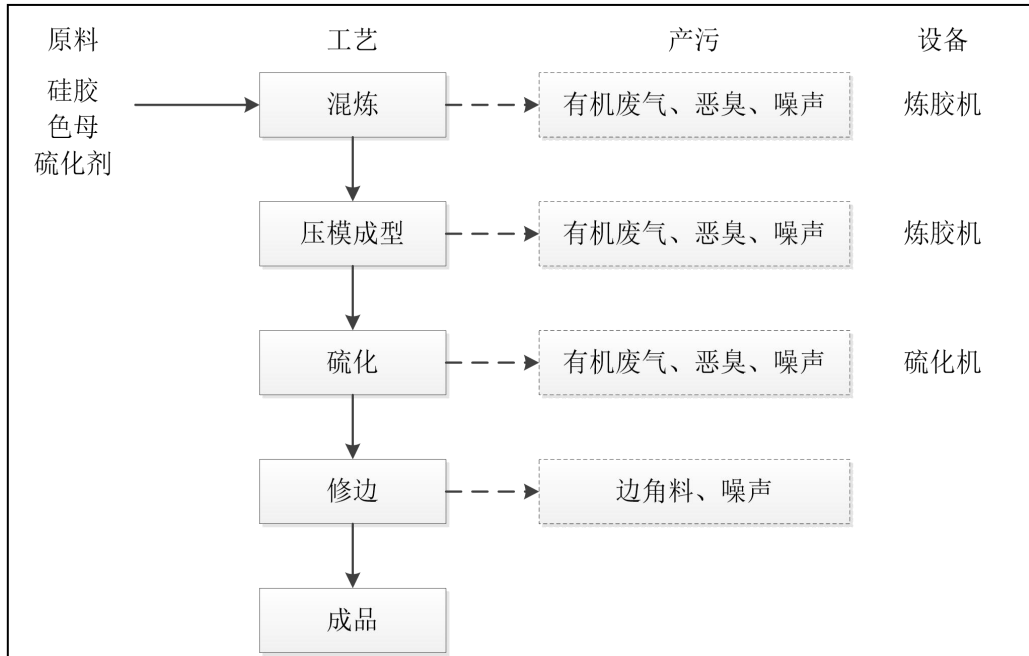 原料 工艺 产污 设备
硅胶
色母
硫化剂
混炼 有机废气、恶臭、噪声 炼胶机
压模成型 有机废气、恶臭、噪声 炼胶机
硫化 有机废气、恶臭、噪声 硫化机
修边 边角料、噪声
成品